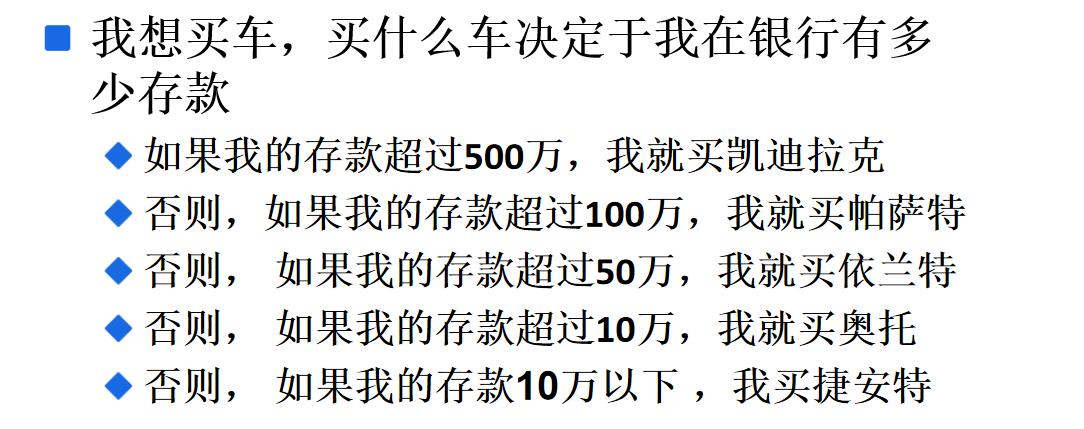 我想买车，买什么车决定于我在银行有多
少存款
如果我的存款超过500万，我就买凯迪拉克
否则，如果我的存款超过100万，我就买帕萨特
否则， 如果我的存款超过50万，我就买依兰特
否则， 如果我的存款超过10万，我就买奥托
否则， 如果我的存款10万以下 ，我买捷安特